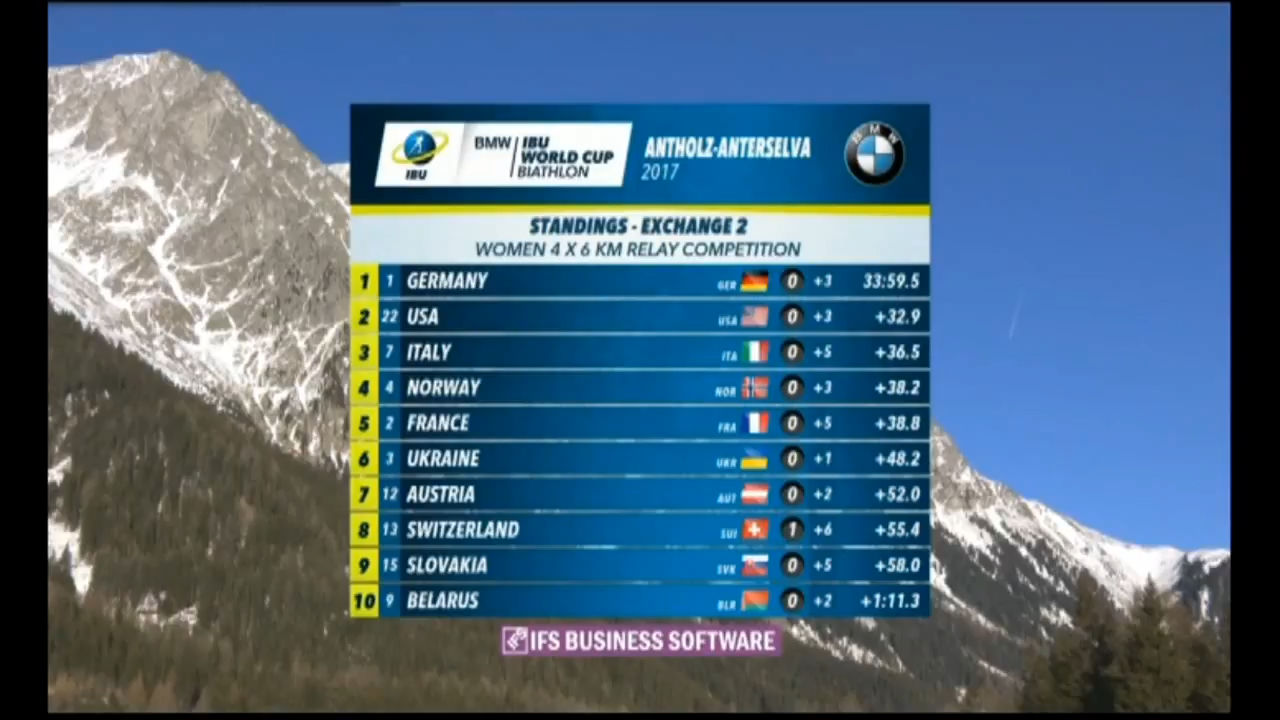 IBU
BMW IBU WORLD CUP BIATHLON
ANTHOLZ-ANTERSELVA
2017
BMW
STANDINGS - EXCHANGE 2
WOMEN 4 X 6 KM RELAY COMPETITION
1 1 GERMANY GER 0 +3 33:59.5
2 22 USA USA 0 +3 +32.9
3 7 ITALY ITA 0 +5 +36.5
4 4 NORWAY NOR 0 +3 +38.2
5 2 FRANCE FRA 0 +5 +38.8
6 3 UKRAINE UKR 0 +1 +48.2
7 12 AUSTRIA AUT 0 +2 +52.0
8 13 SWITZERLAND SUI 1 +6 +55.4
9 15 SLOVAKIA SVK 0 +5 +58.0
10 9 BELARUS BLR 0 +2 +1:11.3
IFS BUSINESS SOFTWARE